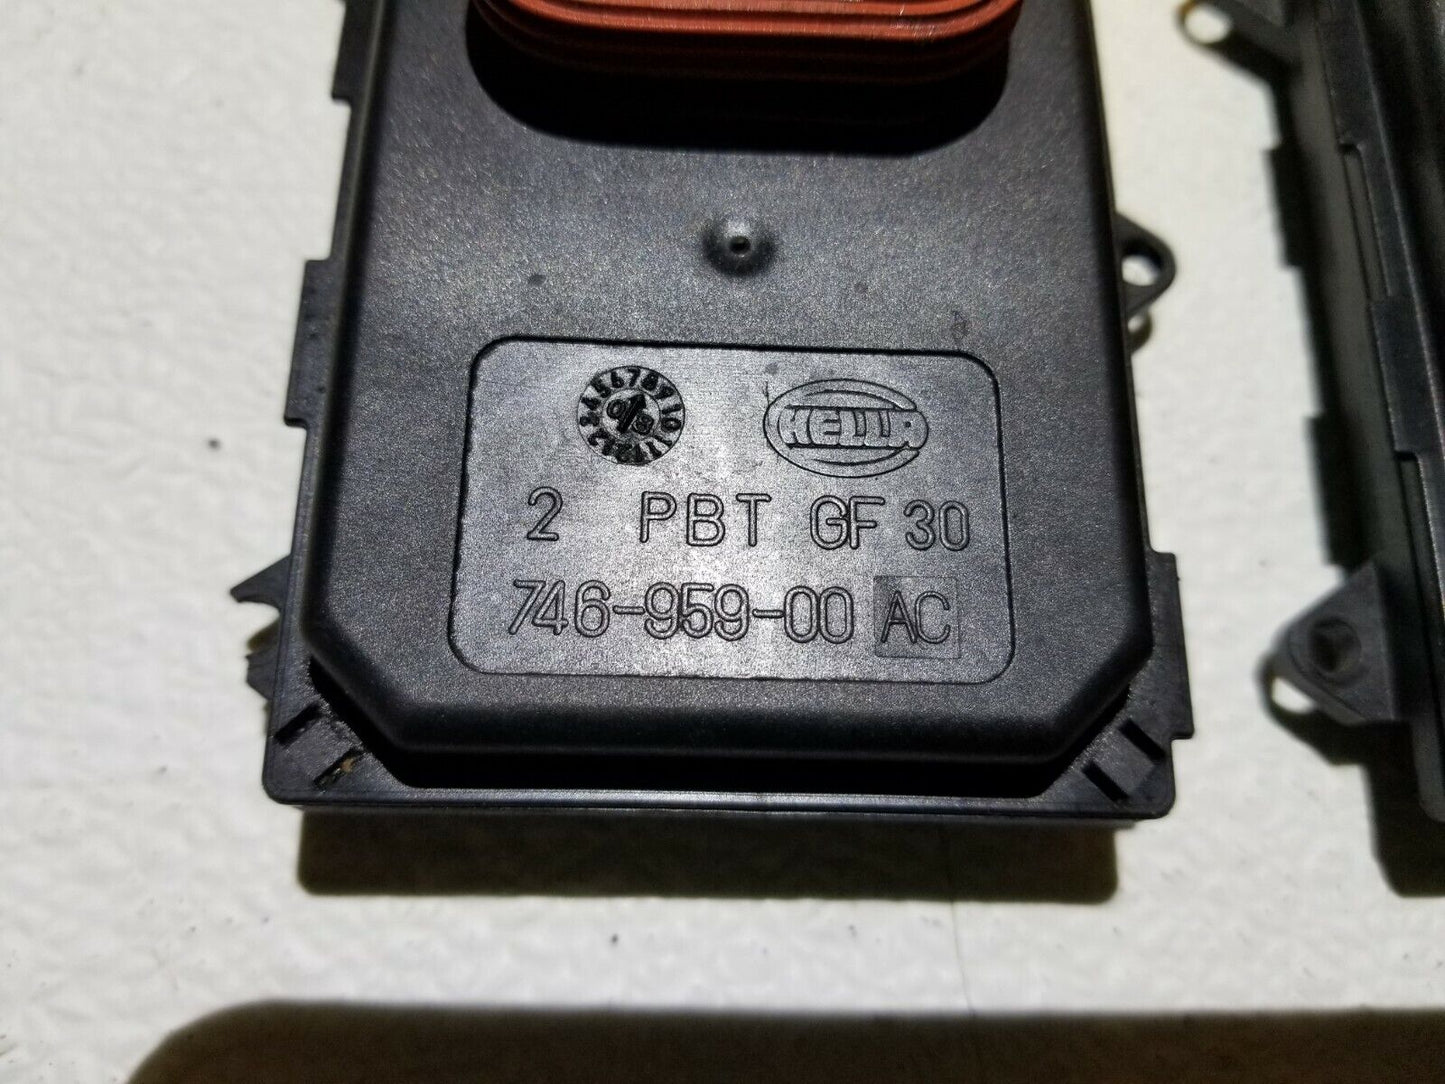 HELLA
2 PBT GF 30
746-959-00 AC